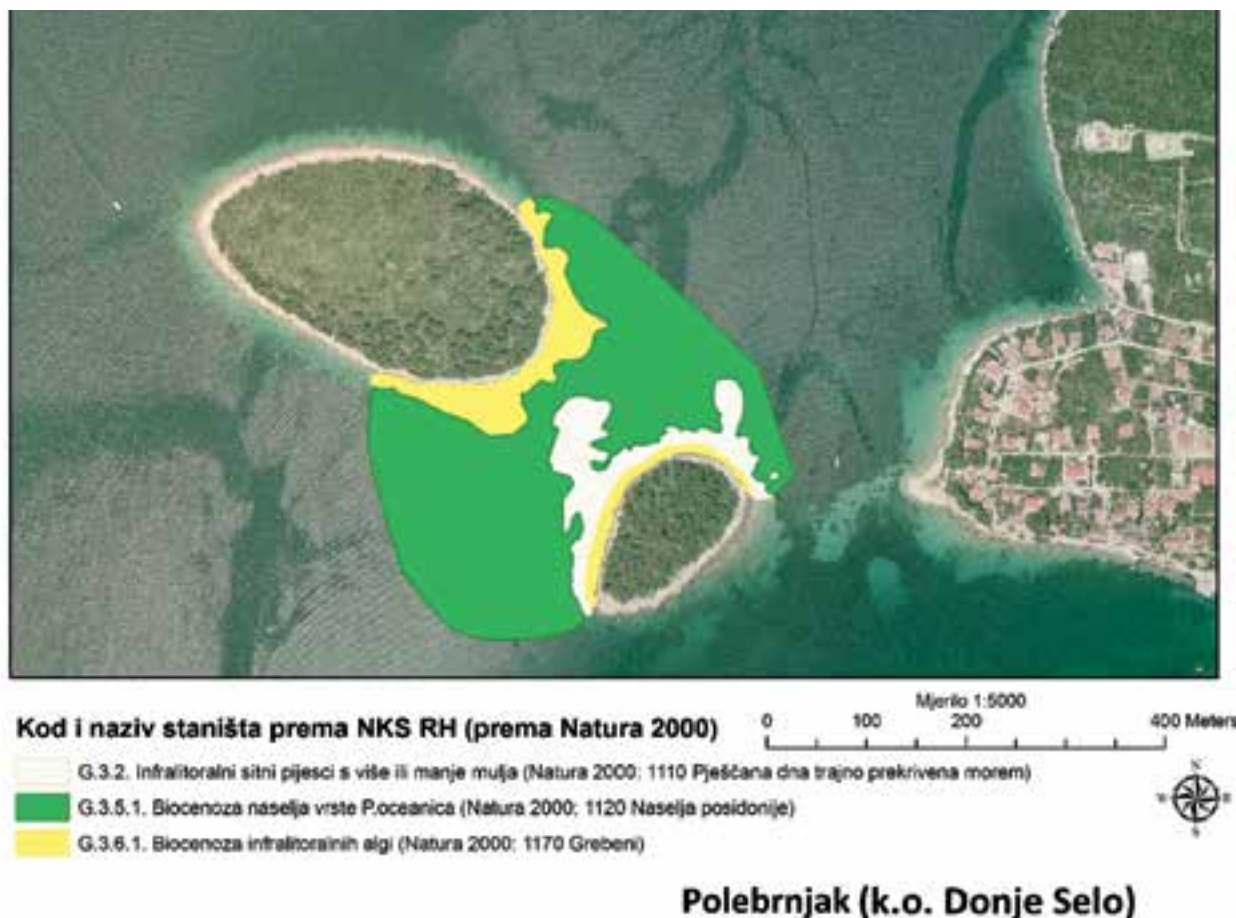 Mjerilo 1:5000
Kod i naziv staništa prema NKS RH (prema Natura 2000)
0 100 200 400 Meters
G.3.2. Infralitoralni sitni pijesci s više ili manje mulja (Natura 2000: 1110 Pješčana dna trajno prekrivena morem)
G.3.5.1. Biocenoza naselja vrste P.oceanica (Natura 2000: 1120 Naselja posidonije)
G.3.6.1. Biocenoza infralitoralnih algi (Natura 2000: 1170 Grebeni)
N
W E
S
Polebrnjak (k.o. Donje Selo)